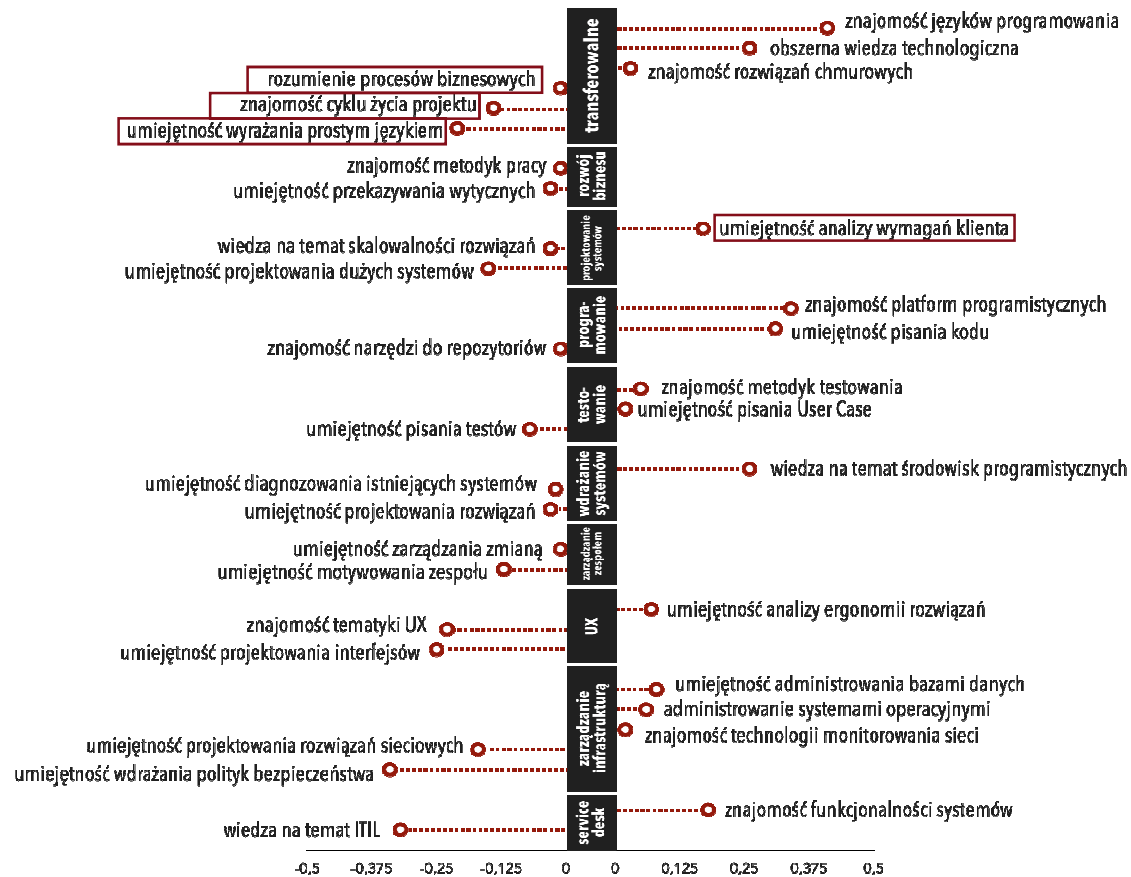 transferowalne
znajomość języków programowania
obszerna wiedza technologiczna
znajomość rozwiązań chmurowych
rozumienie procesów biznesowych
znajomość cyklu życia projektu
umiejętność wyrażania prostym językiem
rozwój
biznesu
znajomość metodyk pracy
umiejętność przekazywania wytycznych
projektowanie
systemów
umiejętność analizy wymagań klienta
wiedza na temat skalowalności rozwiązań
umiejętność projektowania dużych systemów
progra-
mowanie
znajomość platform programistycznych
umiejętność pisania kodu
znajomość narzędzi do repozytoriów
testo-
wanie
znajomość metodyk testowania
umiejętność pisania User Case
umiejętność pisania testów
wdrażanie
systemów
wiedza na temat środowisk programistycznych
umiejętność diagnozowania istniejących systemów
umiejętność projektowania rozwiązań
zarządzanie
zespołem
umiejętność zarządzania zmianą
umiejętność motywowania zespołu
UX
umiejętność analizy ergonomii rozwiązań
znajomość tematyki UX
umiejętność projektowania interfejsów
zarządzanie
infrastrukturą
umiejętność administrowania bazami danych
administrowanie systemami operacyjnymi
znajomość technologii monitorowania sieci
umiejętność projektowania rozwiązań sieciowych
umiejętność wdrażania polityk bezpieczeństwa
service
desk
znajomość funkcjonalności systemów
wiedza na temat ITIL
-0,5 -0,375 -0,25 -0,125 0 0 0,125 0,25 0,375 0,5